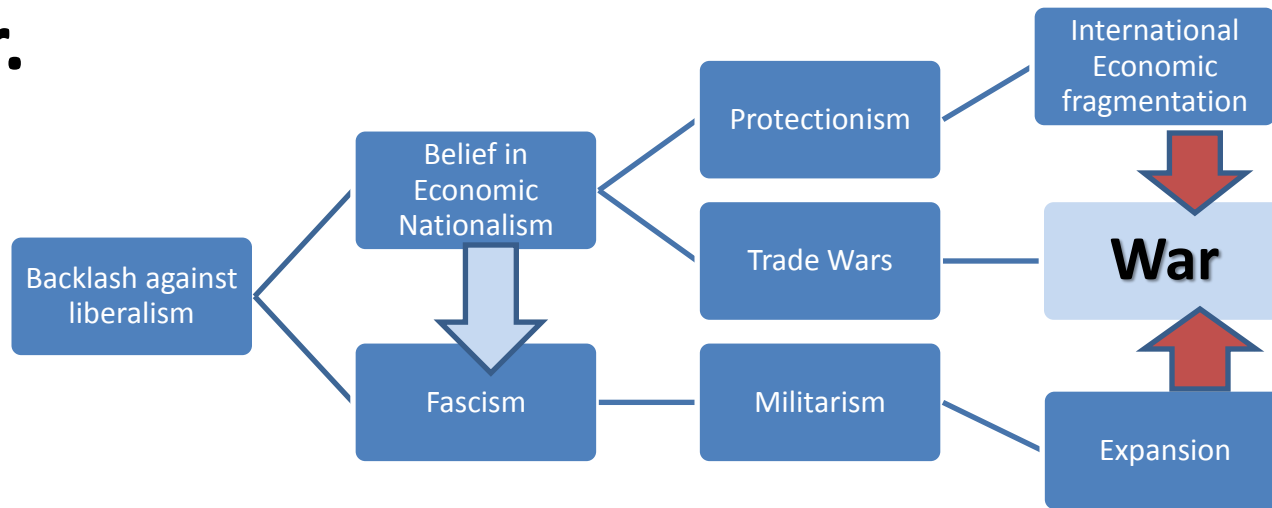 r.
Backlash against
liberalism
Belief in
Economic
Nationalism
Fascism
Protectionism
Trade Wars
Militarism
International
Economic
fragmentation
War
Expansion